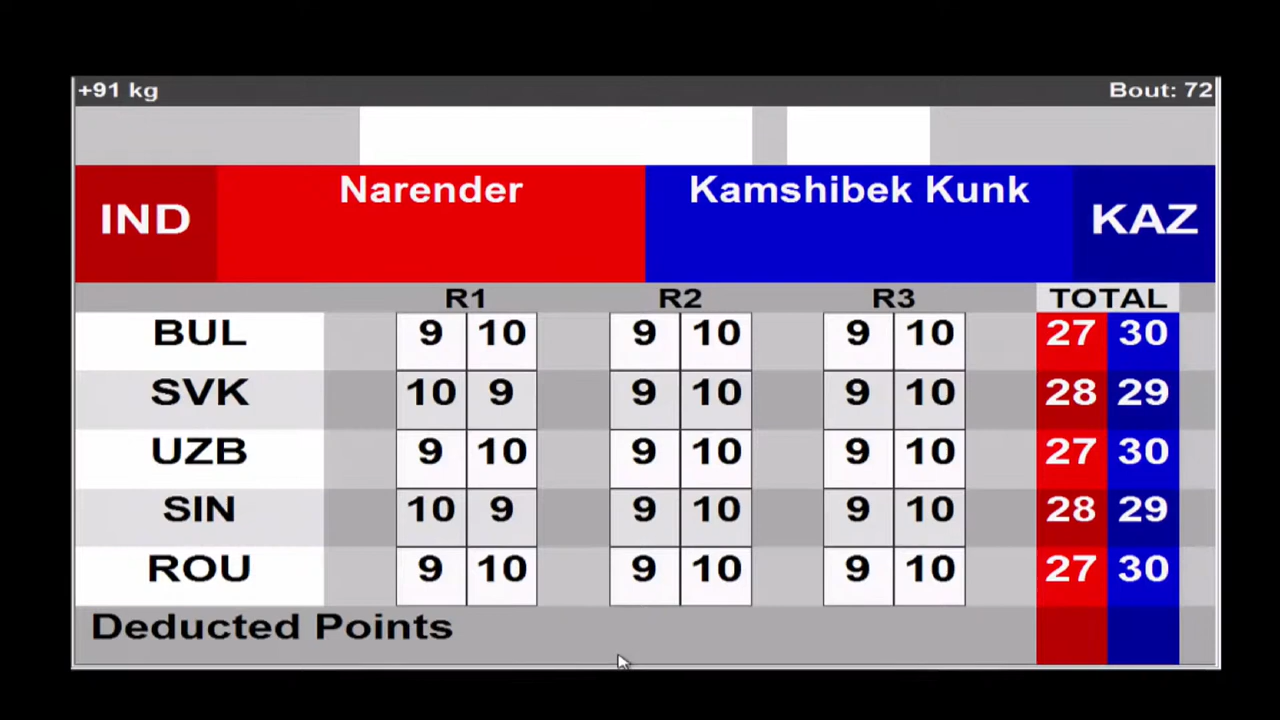 +91 kg Bout: 72
Narender Kamshibek Kunk
IND KAZ
R1 R2 R3 TOTAL
BUL 9 10 9 10 9 10 27 30
SVK 10 9 9 10 9 10 28 29
UZB 9 10 9 10 9 10 27 30
SIN 10 9 9 10 9 10 28 29
ROU 9 10 9 10 9 10 27 30
Deducted Points